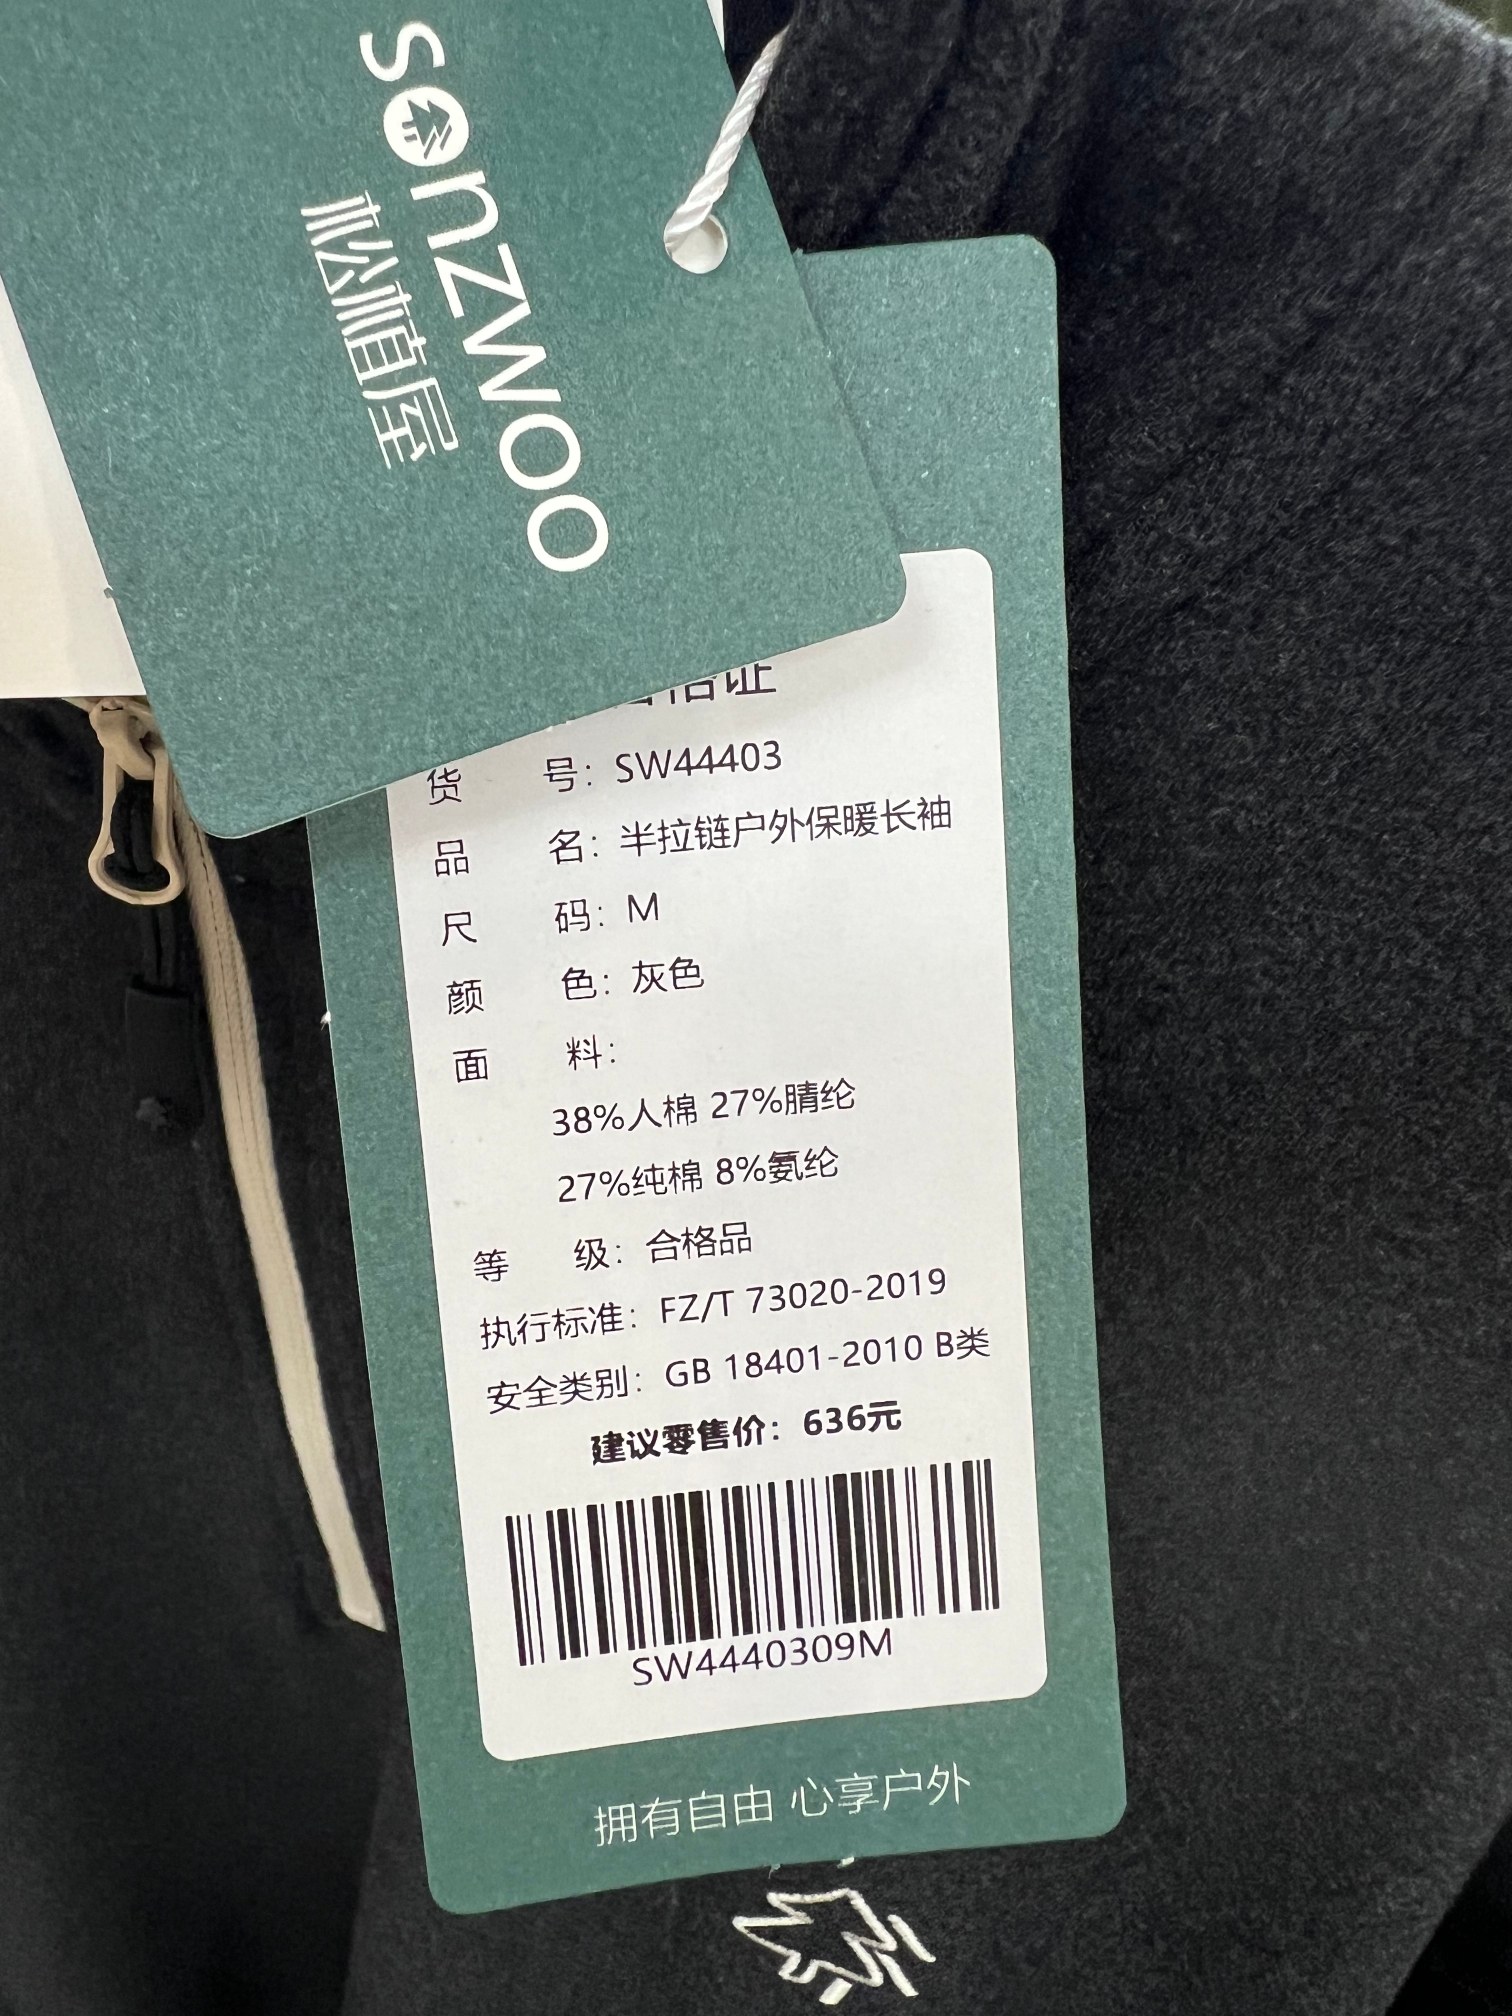 sonzwoo
松楂屋
合格证
货 号：SW44403
品 名：半拉链户外保暖长袖
尺 码：M
颜 色：灰色
面 料：
38%人棉 27%腈纶
27%纯棉 8%氨纶
等 级：合格品
执行标准：FZ/T 73020-2019
安全类别：GB 18401-2010 B类
建议零售价：636元
SW4440309M
拥有自由 心享户外